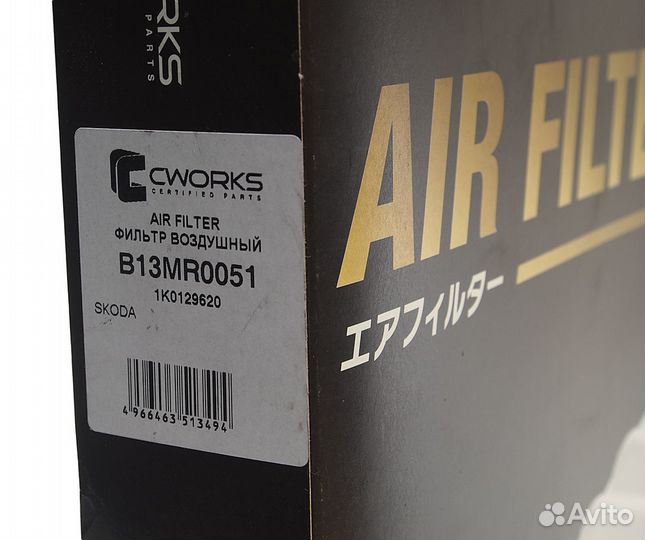 RKS
PARTS
CWORKS
CERTIFIED PARTS
AIR FILTER
ФИЛЬТР ВОЗДУШНЫЙ
B13MR0051
1K0129620
SKODA
4 966463 513494
AIR FILTE
エアフィルター
Avito